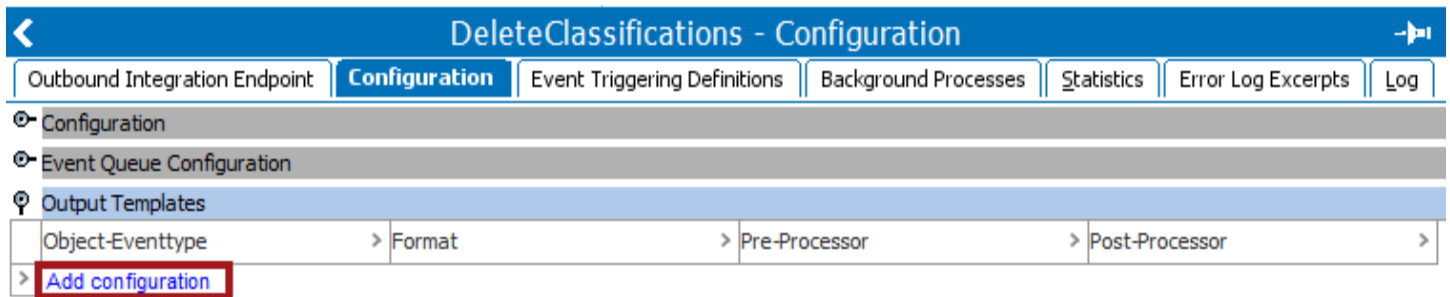 DeleteClassifications - Configuration
Outbound Integration Endpoint Configuration Event Triggering Definitions Background Processes Statistics Error Log Excerpts Log
Configuration
Event Queue Configuration
Output Templates
Object-Eventtype > Format > Pre-Processor > Post-Processor >
> Add configuration